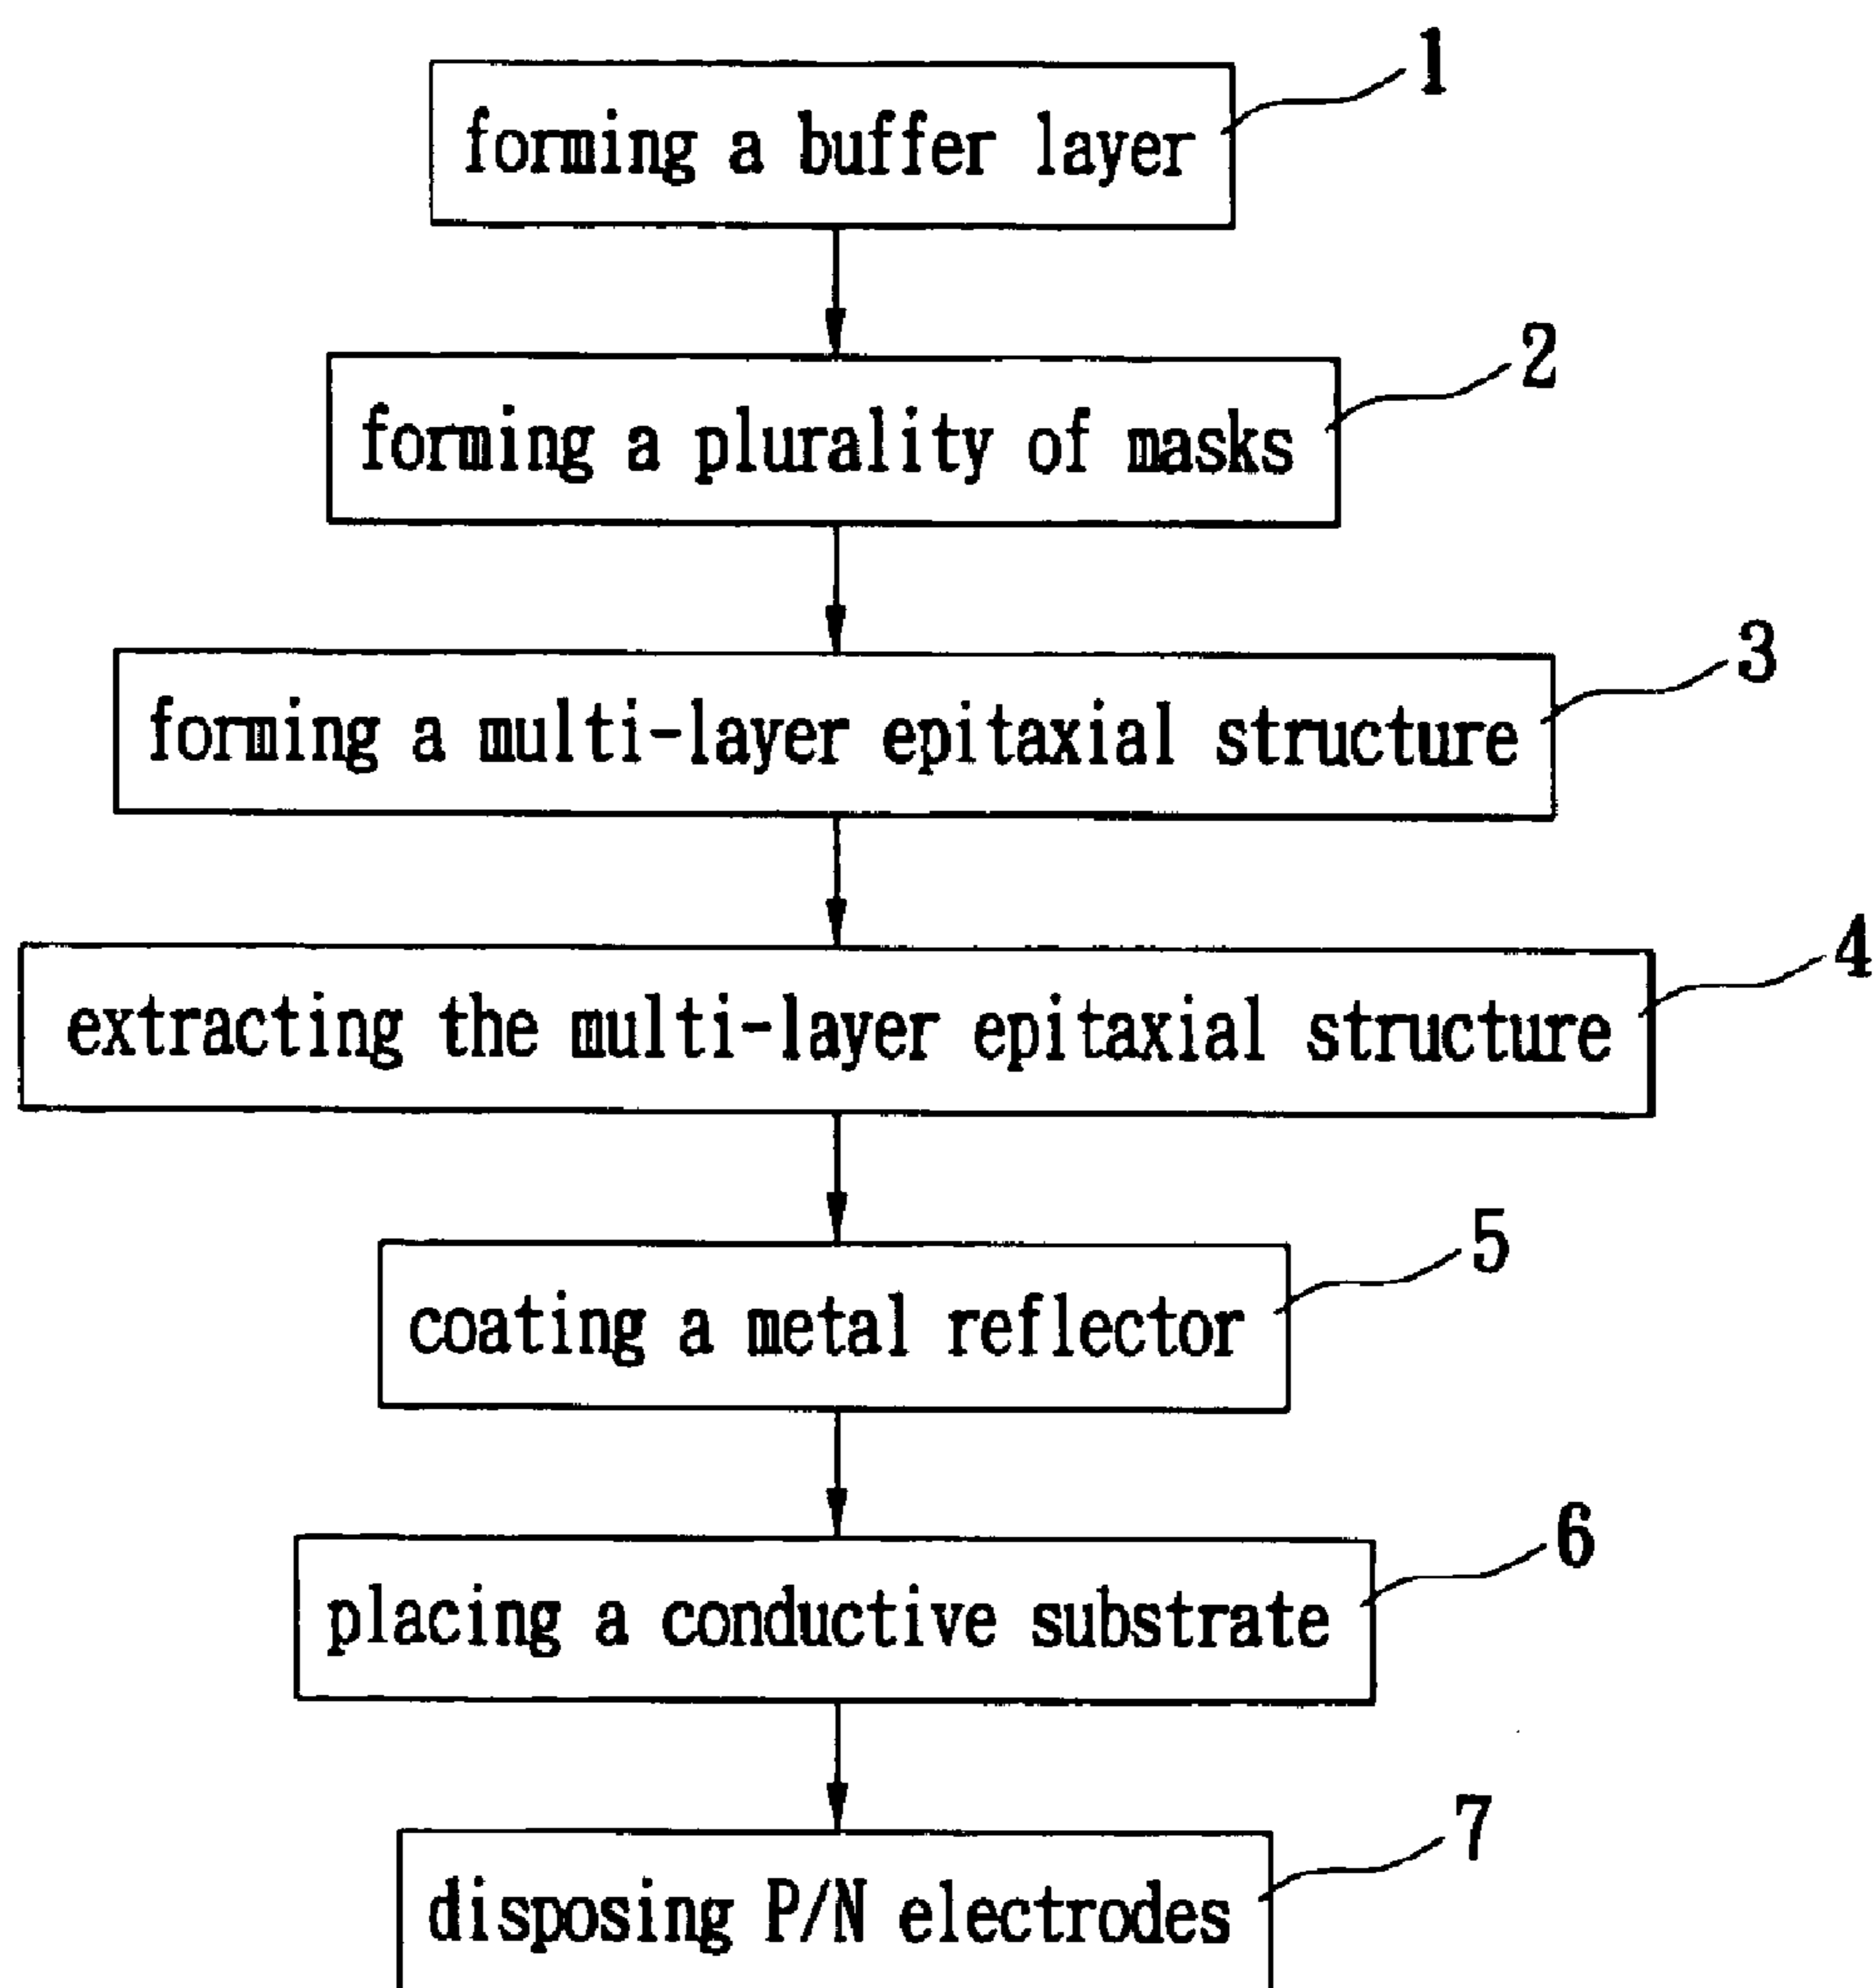 1
forming a buffer layer
2
forming a plurality of masks
3
forming a multi-layer epitaxial structure
4
extracting the multi-layer epitaxial structure
5
coating a metal reflector
6
placing a conductive substrate
7
disposing P/N electrodes